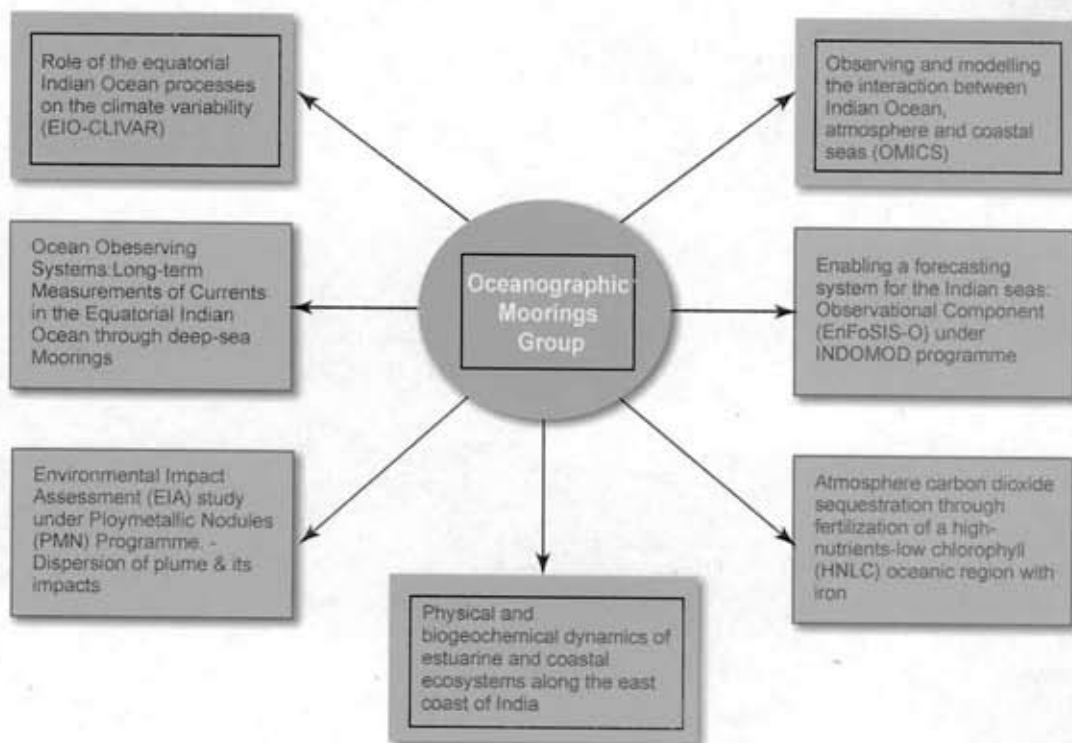 Role of the equatorial
Indian Ocean processes
on the climate variability
(EIO-CLIVAR)
Observing and modelling
the interaction between
Indian Ocean,
atmosphere and coastal
seas (OMICS)
Ocean Obeserving
Systems:Long-term
Measurements of Currents
in the Equatorial Indian
Ocean through deep-sea
Moorings
Oceanographic
Moorings
Group
Enabling a forecasting
system for the Indian seas:
Observational Component
(EnFoSIS-O) under
INDOMOD programme
Environmental Impact
Assessment (EIA) study
under Ploymetallic Nodules
(PMN) Programme. -
Dispersion of plume & its
impacts
Atmosphere carbon dioxide
sequestration through
fertilization of a high-
nutrients-low chlorophyll
(HNLC) oceanic region with
iron
Physical and
biogeochemical dynamics of
estuarine and coastal
ecosystems along the east
coast of India